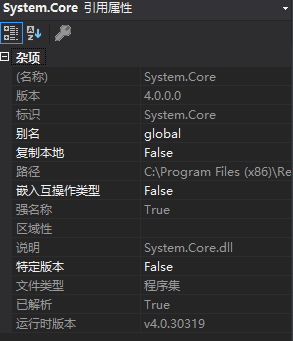 System.Core 引用属性
杂项
(名称) System.Core
版本 4.0.0.0
标识 System.Core
别名 global
复制本地 False
路径 C:\Program Files (x86)\Re
嵌入互操作类型 False
强名称 True
区域性
说明 System.Core.dll
特定版本 False
文件类型 程序集
已解析 True
运行时版本 v4.0.30319